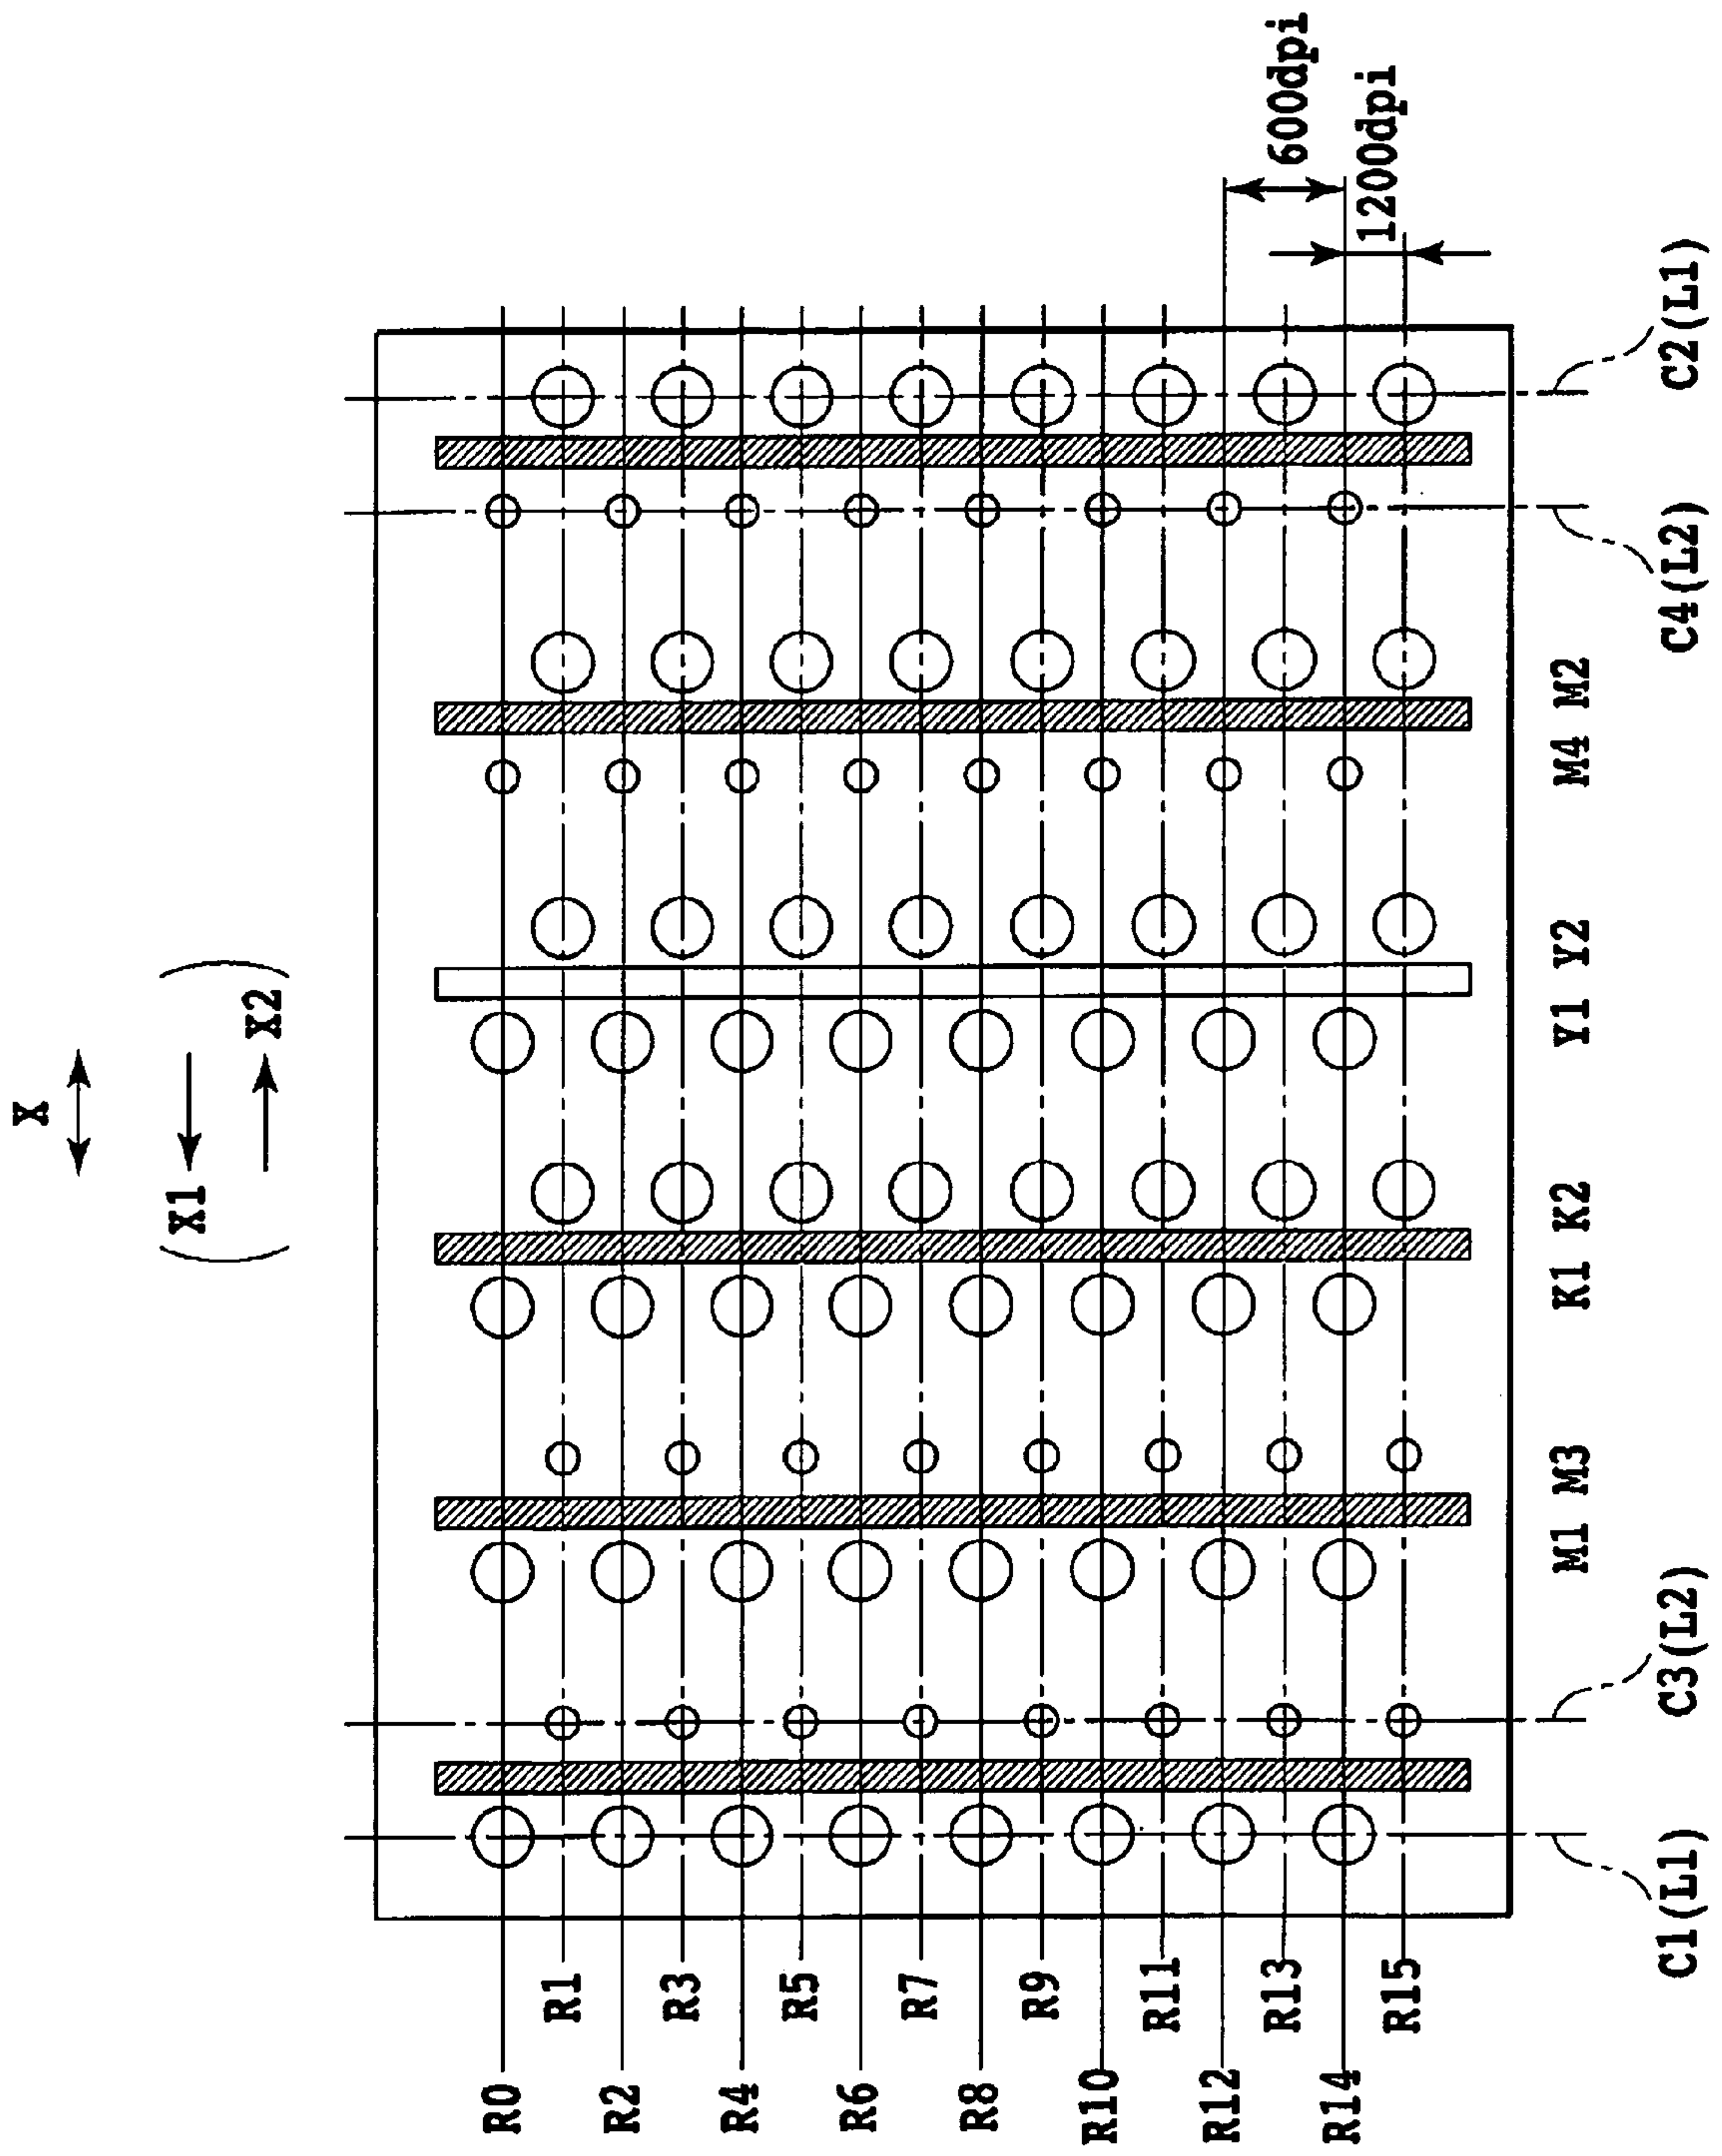 X
(X1
X2)
R0
R1
R2
R3
R4
R5
R6
R7
R8
R9
R10
R11
R12
R13
R14
R15
600dpi
1200dpi
M1 M3
K1 K2
Y1 Y2
M4 M2
C1(L1)
C3(L2)
C4(L2)
C2(L1)